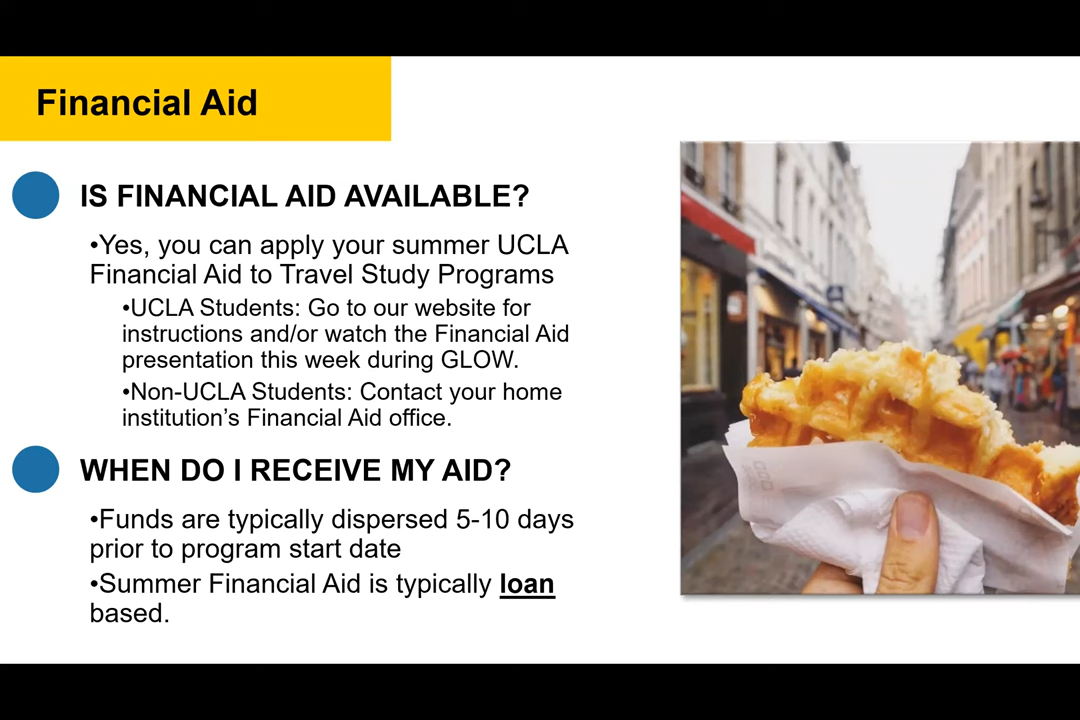 Financial Aid
IS FINANCIAL AID AVAILABLE?
•Yes, you can apply your summer UCLA
Financial Aid to Travel Study Programs
•UCLA Students: Go to our website for
instructions and/or watch the Financial Aid
presentation this week during GLOW.
•Non-UCLA Students: Contact your home
institution’s Financial Aid office.
WHEN DO I RECEIVE MY AID?
•Funds are typically dispersed 5-10 days
prior to program start date
•Summer Financial Aid is typically loan
based.